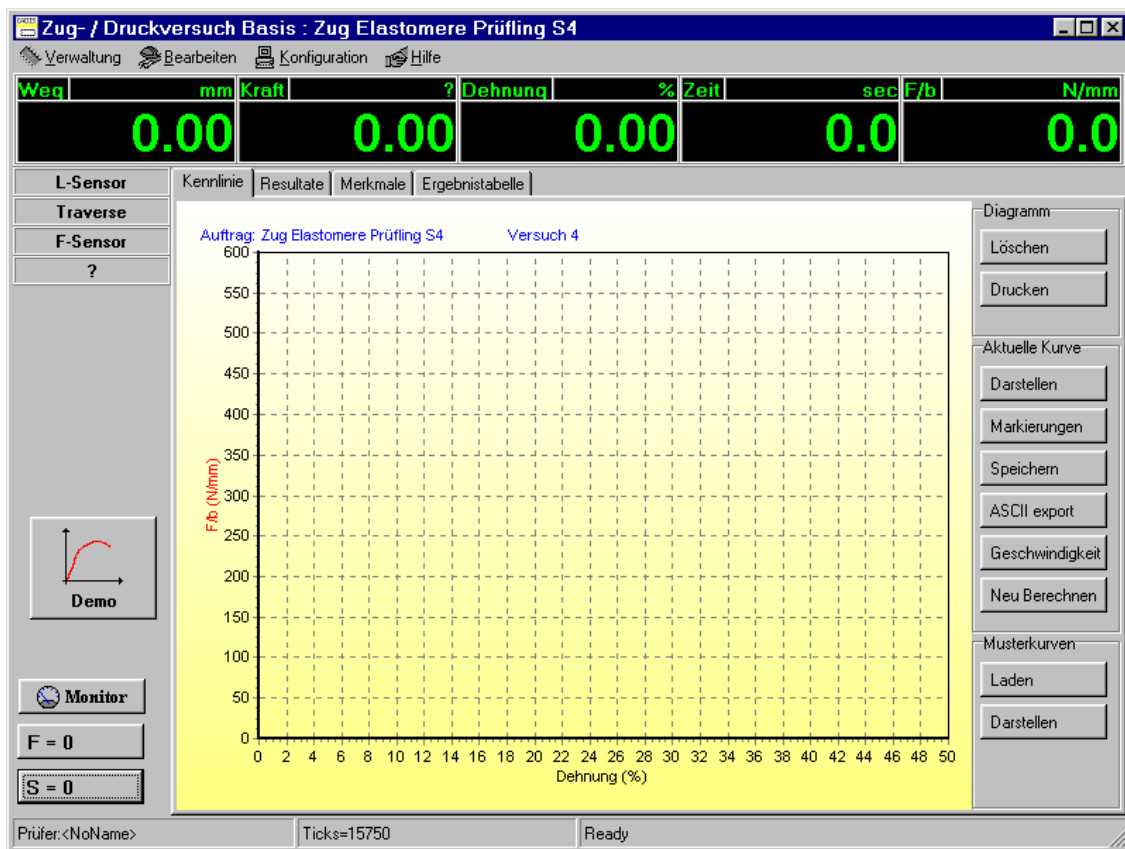 Zug- / Druckversuch Basis : Zug Elastomere Prüfling S4
Verwaltung Bearbeiten Konfiguration Hilfe
Weg mm Kraft ? Dehnung % Zeit sec F/b N/mm
0.00 0.00 0.00 0.0 0.0
L-Sensor
Traverse
F-Sensor
?
Kennlinie Resultate Merkmale Ergebnistabelle
Auftrag: Zug Elastomere Prüfling S4 Versuch 4
600
550
500
450
400
350
300
250
200
150
100
50
0
F/b (N/mm)
0 2 4 6 8 10 12 14 16 18 20 22 24 26 28 30 32 34 36 38 40 42 44 46 48 50
Dehnung (%)
Diagramm
Löschen
Drucken
Aktuelle Kurve
Darstellen
Markierungen
Speichern
ASCII export
Geschwindigkeit
Neu Berechnen
Musterkurven
Laden
Darstellen
Demo
Monitor
F = 0
S = 0
Prüfer:<NoName> Ticks=15750 Ready